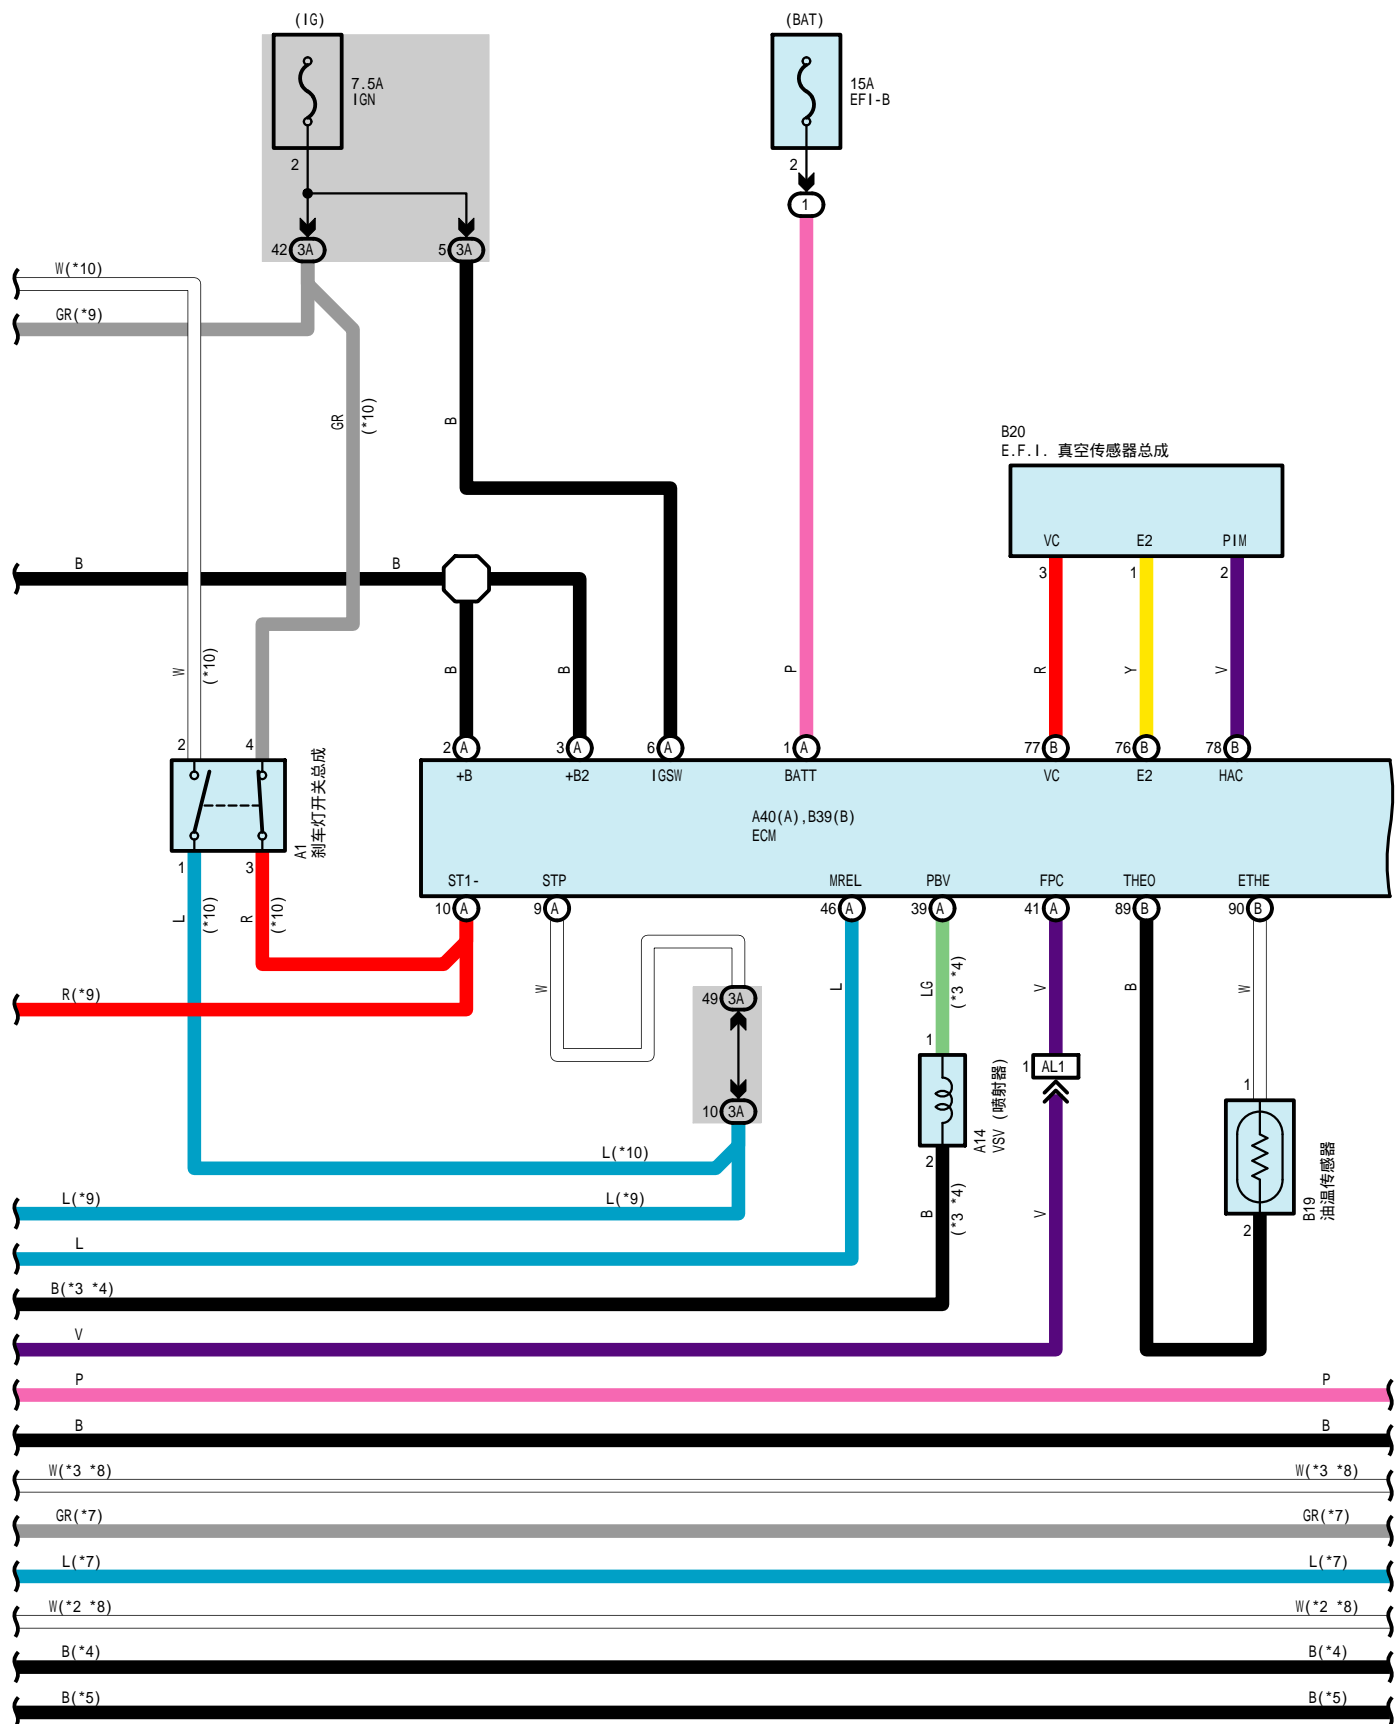 (IG)
(BAT)
7.5A
IGN
15A
EFI-B
2
2
1
42
3A
5
3A
W(*10)
GR(*9)
GR
(*10)
B
B20
E.F.I. 真空传感器总成
VC
E2
PIM
3
1
2
B
B
W
(*10)
B
B
P
R
Y
V
2
4
2
A
3
A
6
A
1
A
77
B
76
B
78
B
+B
+B2
IGSW
BATT
VC
E2
HAC
A40(A),B39(B)
ECM
A1
刹车灯开关总成
1
3
ST1-
STP
MREL
PBV
FPC
THEO
ETHE
10
A
9
A
46
A
39
A
41
A
89
B
90
B
L
(*10)
R
(*10)
R(*9)
W
49
3A
10
3A
L
LG
(*3 *4)
V
B
W
1
1
AL1
1
A14
VSV (喷射器)
2
B
(*3 *4)
V
B19
油温传感器
2
L(*10)
L(*9)
L(*9)
L
B(*3 *4)
V
P
P
B
B
W(*3 *8)
W(*3 *8)
GR(*7)
GR(*7)
L(*7)
L(*7)
W(*2 *8)
W(*2 *8)
B(*4)
B(*4)
B(*5)
B(*5)